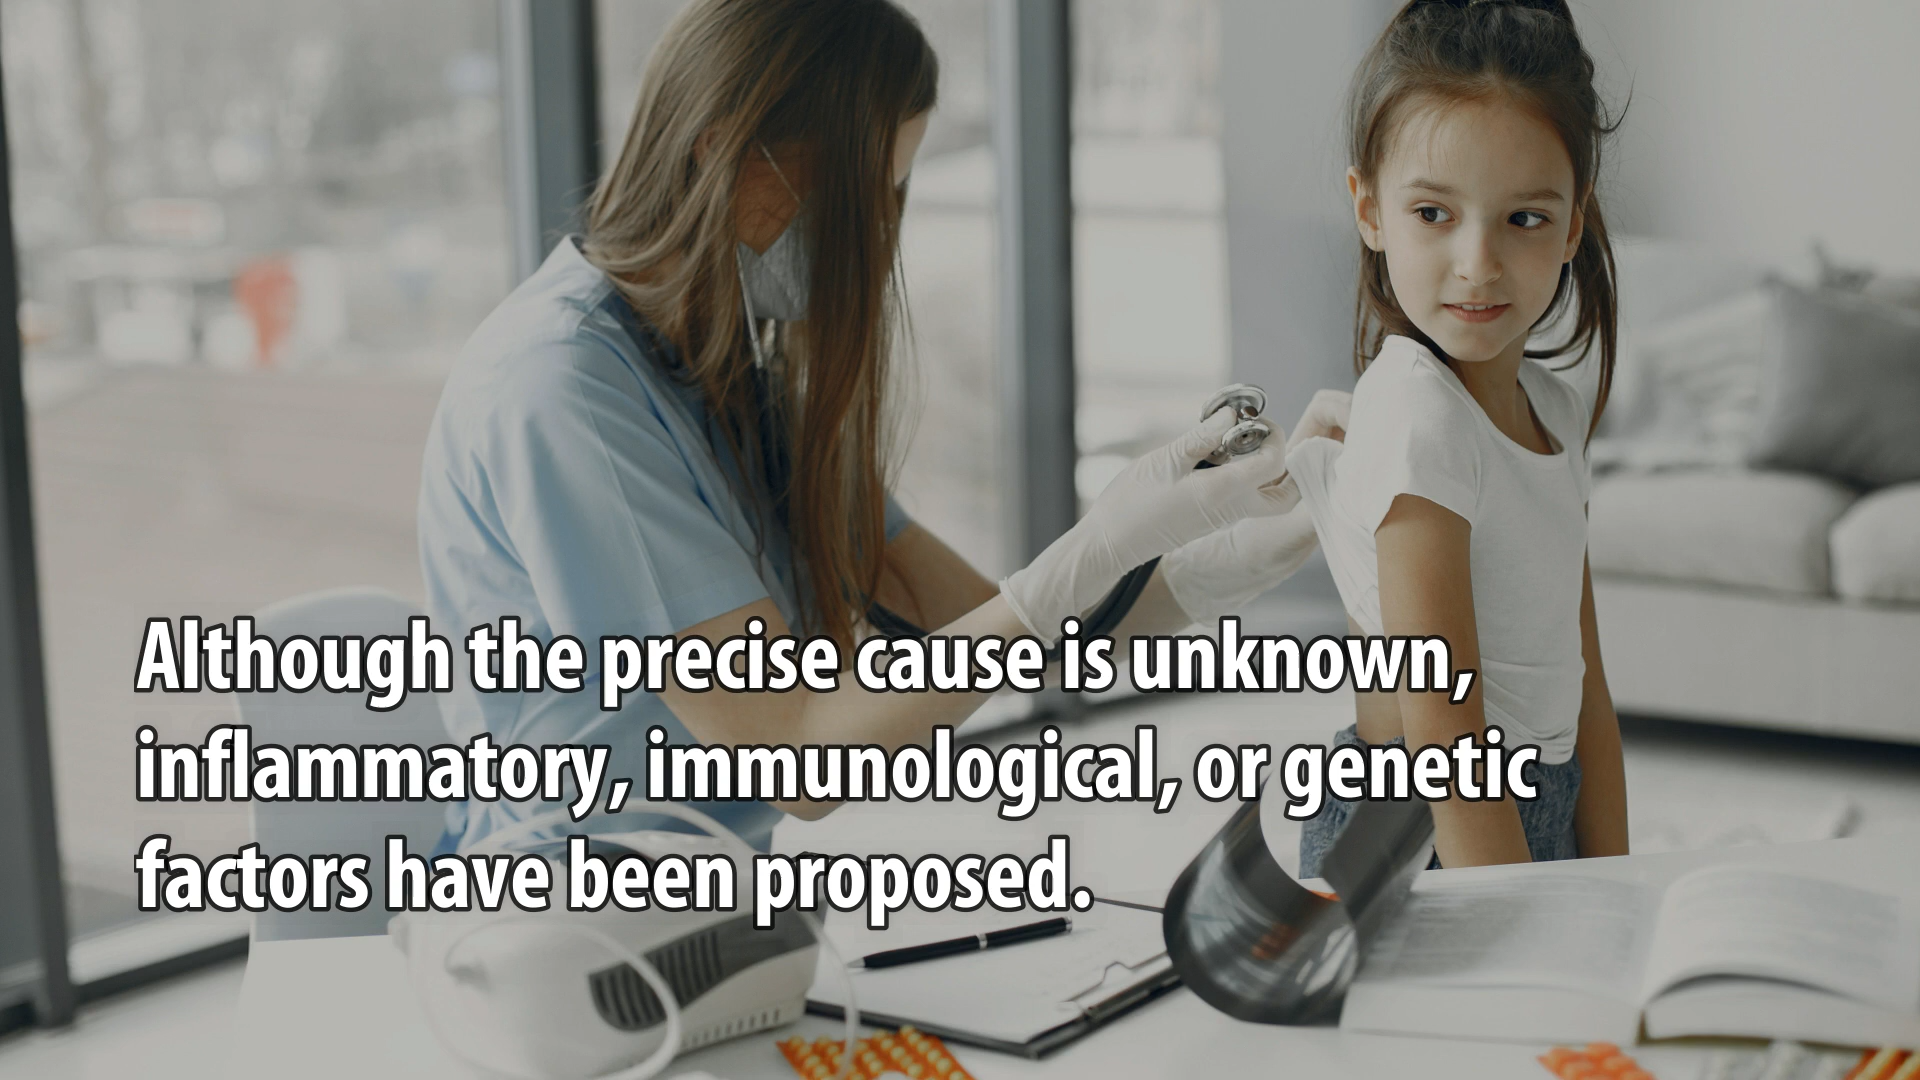 Although the precise cause is unknown,
inflammatory, immunological, or genetic
factors have been proposed.